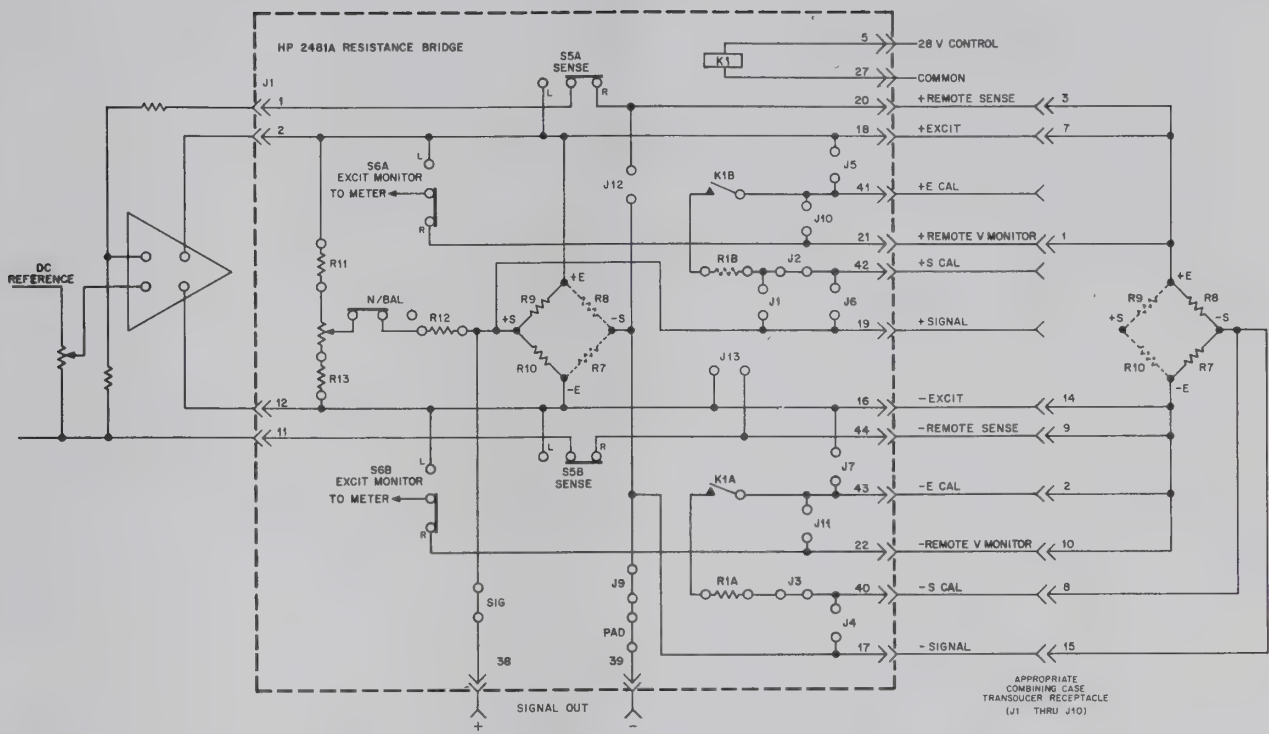 HP 2481A RESISTANCE BRIDGE
5
28 V CONTROL
K1
S5A
SENSE
27
COMMON
J1
L
R
1
20
+REMOTE SENSE
3
2
18
+EXCIT
7
L
S6A
EXCIT MONITOR
TO METER
R
J12
K1B
J5
41
+E CAL
J10
21
+REMOTE V MONITOR
1
DC
REFERENCE
R11
R1B
J2
42
+S CAL
+E
+E
N/BAL
R12
+S
R9
R8
-S
J1
J6
19
+SIGNAL
R9
R8
+S
-S
R13
R10
R7
-E
J13
R10
R7
-E
12
16
-EXCIT
14
11
44
-REMOTE SENSE
9
L
S6B
EXCIT MONITOR
TO METER
R
L
R
S5B
SENSE
K1A
J7
43
-E CAL
2
J11
22
-REMOTE V MONITOR
10
SIG
J9
R1A
J3
40
-S CAL
8
PAD
J4
38
39
17
-SIGNAL
15
SIGNAL OUT
+
-
APPROPRIATE
COMBINING CASE
TRANSDUCER RECEPTACLE
(J1 THRU J10)